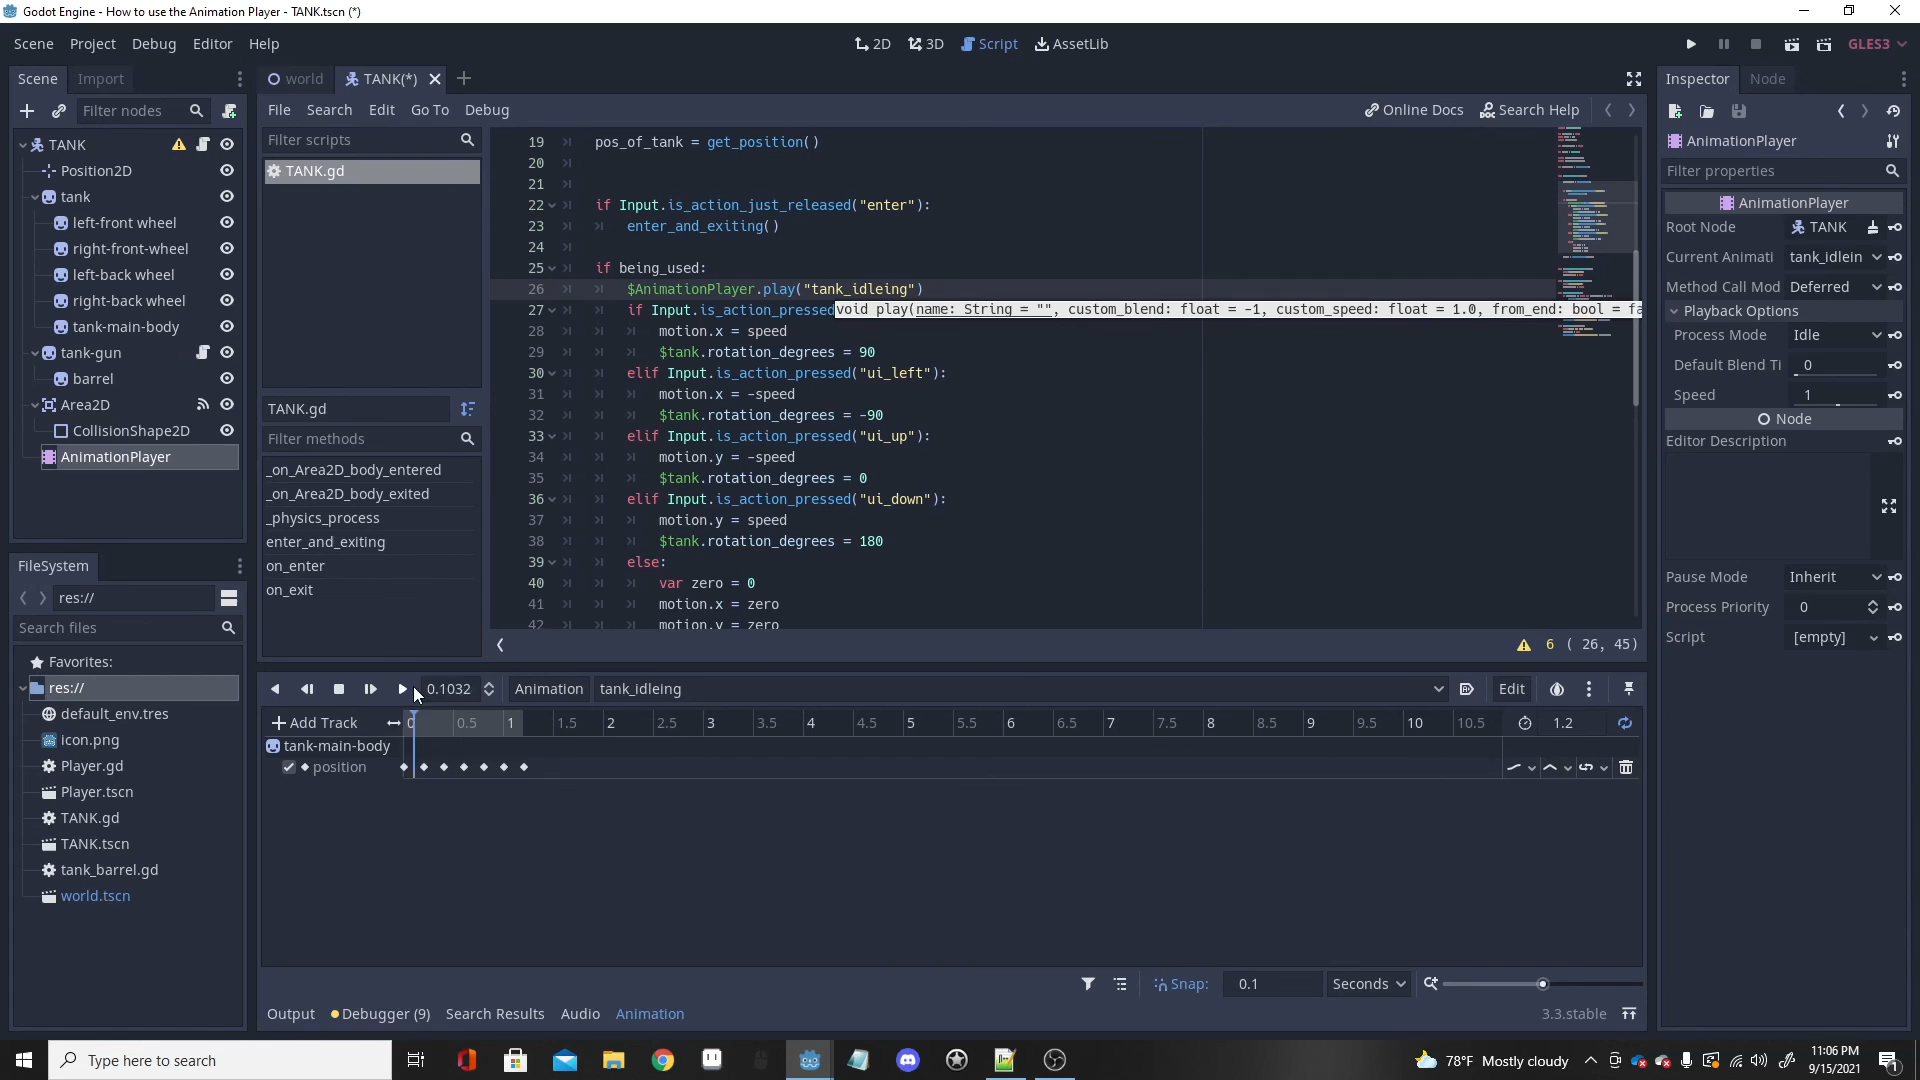 Godot Engine - How to use the Animation Player - TANK.tscn (*)
Scene Project Debug Editor Help
2D 3D Script AssetLib
GLES3
Scene Import
Filter nodes
TANK
Position2D
tank
left-front wheel
right-front-wheel
left-back wheel
right-back wheel
tank-main-body
tank-gun
barrel
Area2D
CollisionShape2D
AnimationPlayer
FileSystem
res://
Search files
Favorites:
res://
default_env.tres
icon.png
Player.gd
Player.tscn
TANK.gd
TANK.tscn
tank_barrel.gd
world.tscn
world TANK(*)
File Search Edit Go To Debug
Online Docs Search Help
Filter scripts
TANK.gd
TANK.gd
Filter methods
_on_Area2D_body_entered
_on_Area2D_body_exited
_physics_process
enter_and_exiting
on_enter
on_exit
19 pos_of_tank = get_position()
20
21
22 if Input.is_action_just_released("enter"):
23 enter_and_exiting()
24
25 if being_used:
26 $AnimationPlayer.play("tank_idleing")
27 if Input.is_action_pressed
void play(name: String = "", custom_blend: float = -1, custom_speed: float = 1.0, from_end: bool = fa
28 motion.x = speed
29 $tank.rotation_degrees = 90
30 elif Input.is_action_pressed("ui_left"):
31 motion.x = -speed
32 $tank.rotation_degrees = -90
33 elif Input.is_action_pressed("ui_up"):
34 motion.y = -speed
35 $tank.rotation_degrees = 0
36 elif Input.is_action_pressed("ui_down"):
37 motion.y = speed
38 $tank.rotation_degrees = 180
39 else:
40 var zero = 0
41 motion.x = zero
42 motion.y = zero
6 ( 26, 45)
0.1032 Animation tank_idleing Edit
Add Track 0 0.5 1 1.5 2 2.5 3 3.5 4 4.5 5 5.5 6 6.5 7 7.5 8 8.5 9 9.5 10 10.5 1.2
tank-main-body
position
Snap: 0.1 Seconds
Output Debugger (9) Search Results Audio Animation 3.3.stable
Inspector Node
AnimationPlayer
Filter properties
AnimationPlayer
Root Node TANK
Current Animati tank_idlein
Method Call Mod Deferred
Playback Options
Process Mode Idle
Default Blend Ti 0
Speed 1
Node
Editor Description
Pause Mode Inherit
Process Priority 0
Script [empty]
Type here to search
78°F Mostly cloudy
11:06 PM
9/15/2021
1